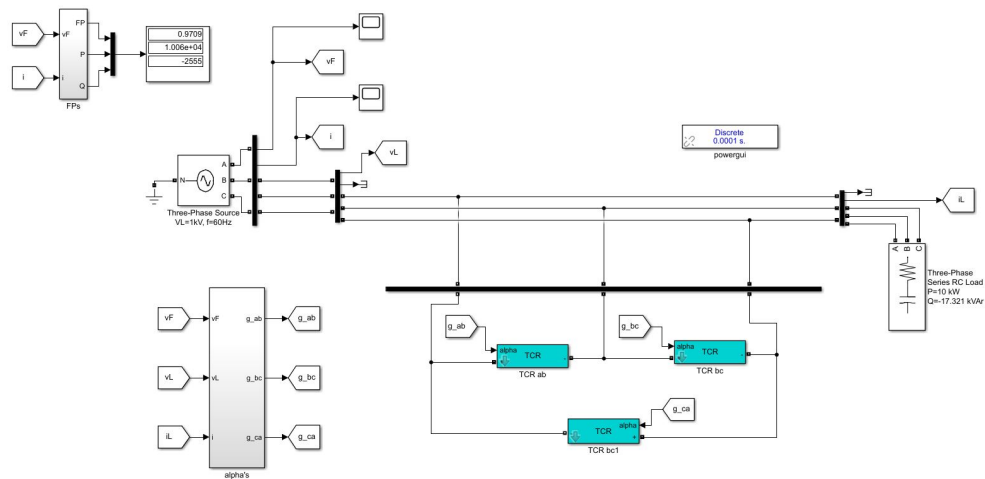 FP
vF
vF
P
i
i
Q
FPs
0.9709
1.006e+04
-2555
vF
i
vL
A
N
B
C
Three-Phase Source
VL=1kV, f=60Hz
Discrete
0.0001 s.
powergui
iL
A
B
C
Three-Phase
Series RC Load
P=10 kW
Q=-17.321 kVAr
vF
vF
g_ab
g_ab
vL
vL
g_bc
g_bc
iL
i
g_ca
g_ca
alpha's
g_ab
alpha
TCR
-
TCR ab
g_bc
alpha
TCR
-
TCR bc
g_ca
TCR
alpha
+
TCR bc1